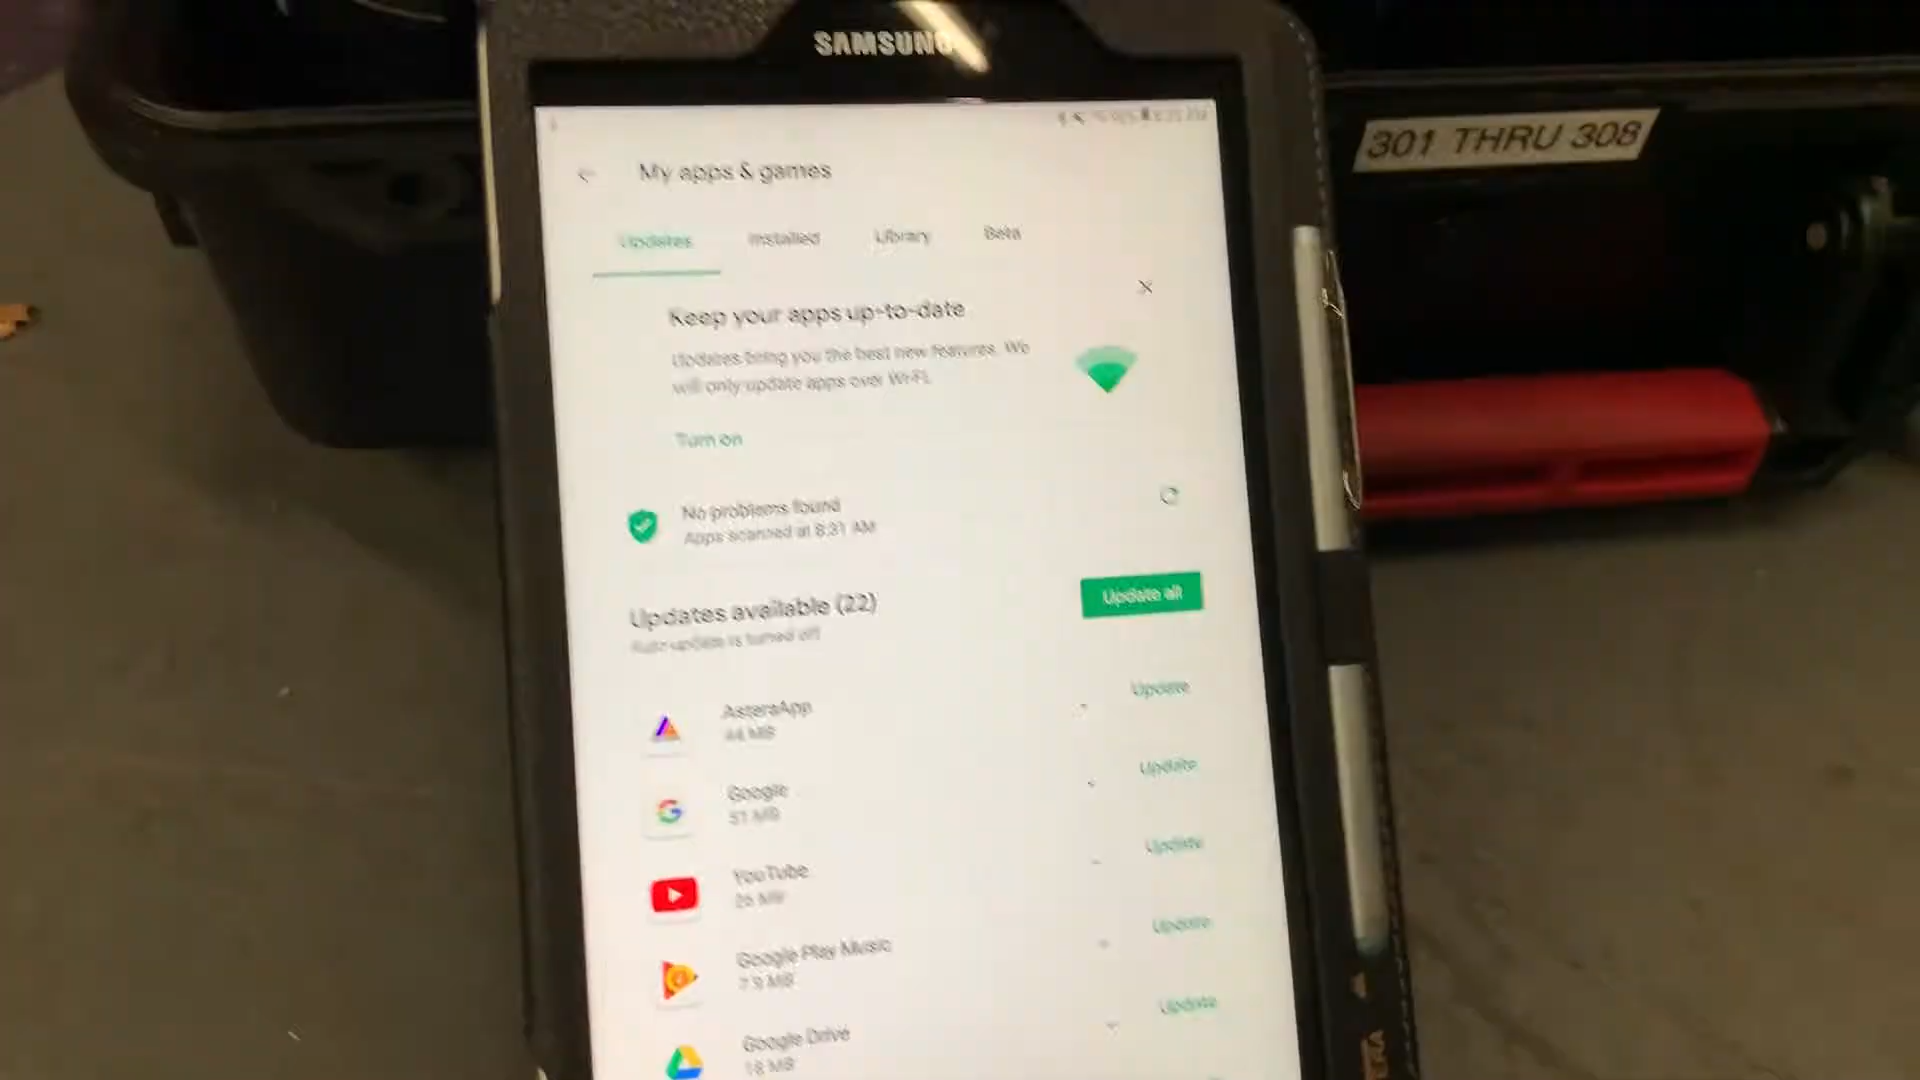 SAMSUNG
301 THRU 308
My apps & games
Updates Installed Library Beta
Keep your apps up-to-date
Updates bring you the best new features. We
will only update apps over Wi-Fi.
Turn on
No problems found
Apps scanned at 8:31 AM
Updates available (22)
Update all
Auto-update is turned off
AsteraApp
Update
44 MB
Google
Update
51 MB
YouTube
Update
26 MB
Google Play Music
Update
7.9 MB
Google Drive
Update
18 MB